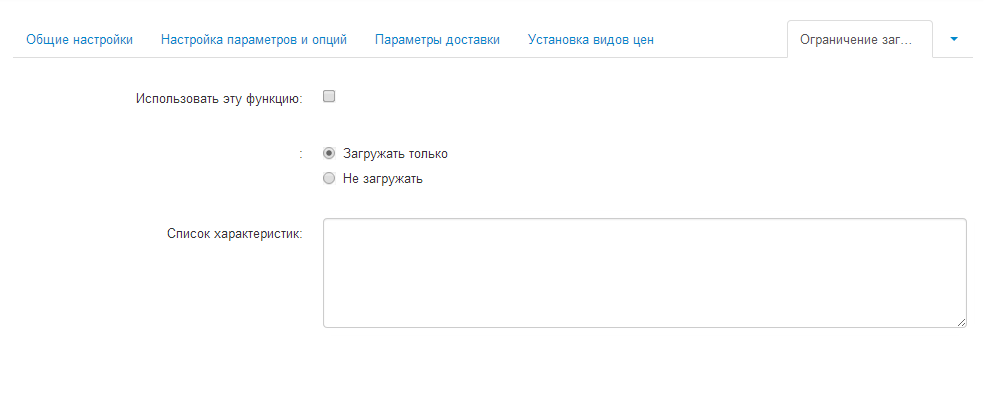 Общие настройки Настройка параметров и опций Параметры доставки Установка видов цен Ограничение заг...
Использовать эту функцию:
: Загружать только
Не загружать
Список характеристик: